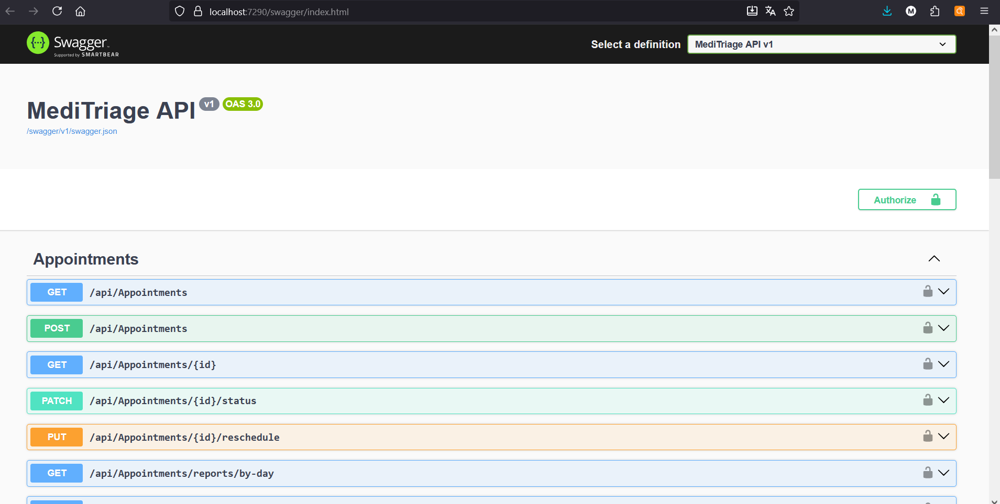 localhost:7290/swagger/index.html
M
Swagger
Supported by SMARTBEAR
Select a definition
MediTriage API v1
MediTriage API v1 OAS 3.0
/swagger/v1/swagger.json
Authorize
Appointments
GET /api/Appointments
POST /api/Appointments
GET /api/Appointments/{id}
PATCH /api/Appointments/{id}/status
PUT /api/Appointments/{id}/reschedule
GET /api/Appointments/reports/by-day